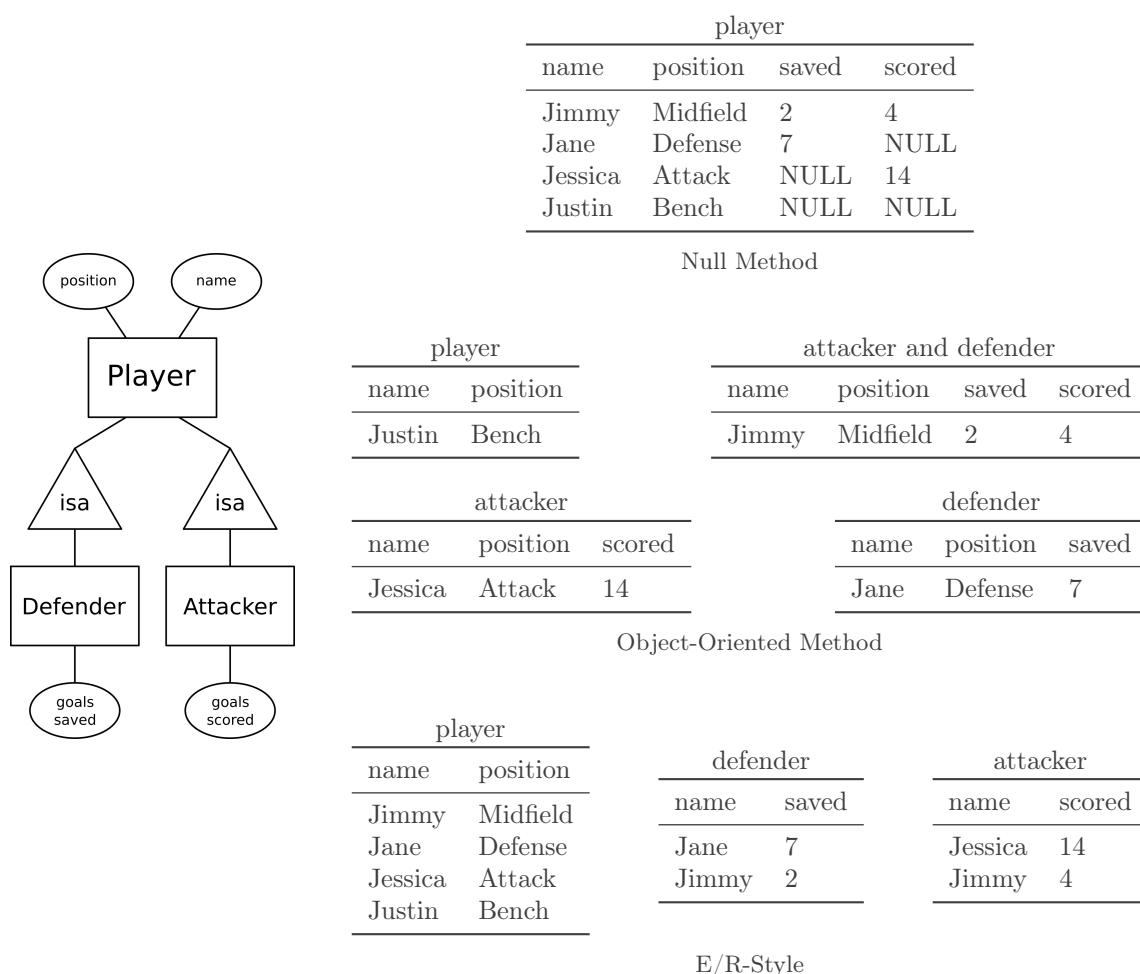 position
name
Player
isa
isa
Defender
Attacker
goals
saved
goals
scored
player
name position saved scored
Jimmy Midfield 2 4
Jane Defense 7 NULL
Jessica Attack NULL 14
Justin Bench NULL NULL
Null Method
player
name position
Justin Bench
attacker and defender
name position saved scored
Jimmy Midfield 2 4
attacker
name position scored
Jessica Attack 14
defender
name position saved
Jane Defense 7
Object-Oriented Method
player
name position
Jimmy Midfield
Jane Defense
Jessica Attack
Justin Bench
defender
name saved
Jane 7
Jimmy 2
attacker
name scored
Jessica 14
Jimmy 4
E/R-Style